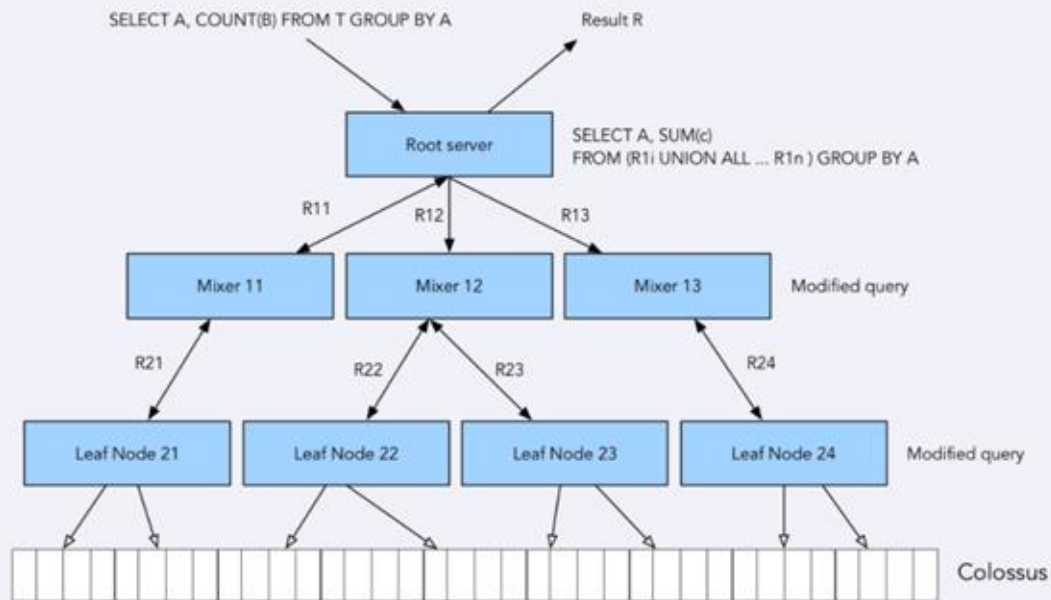 SELECT A, COUNT(B) FROM T GROUP BY A
Result R
Root server
SELECT A, SUM(c)
FROM (R1i UNION ALL ... R1n ) GROUP BY A
R11
R12
R13
Mixer 11
Mixer 12
Mixer 13
Modified query
R21
R22
R23
R24
Leaf Node 21
Leaf Node 22
Leaf Node 23
Leaf Node 24
Modified query
Colossus